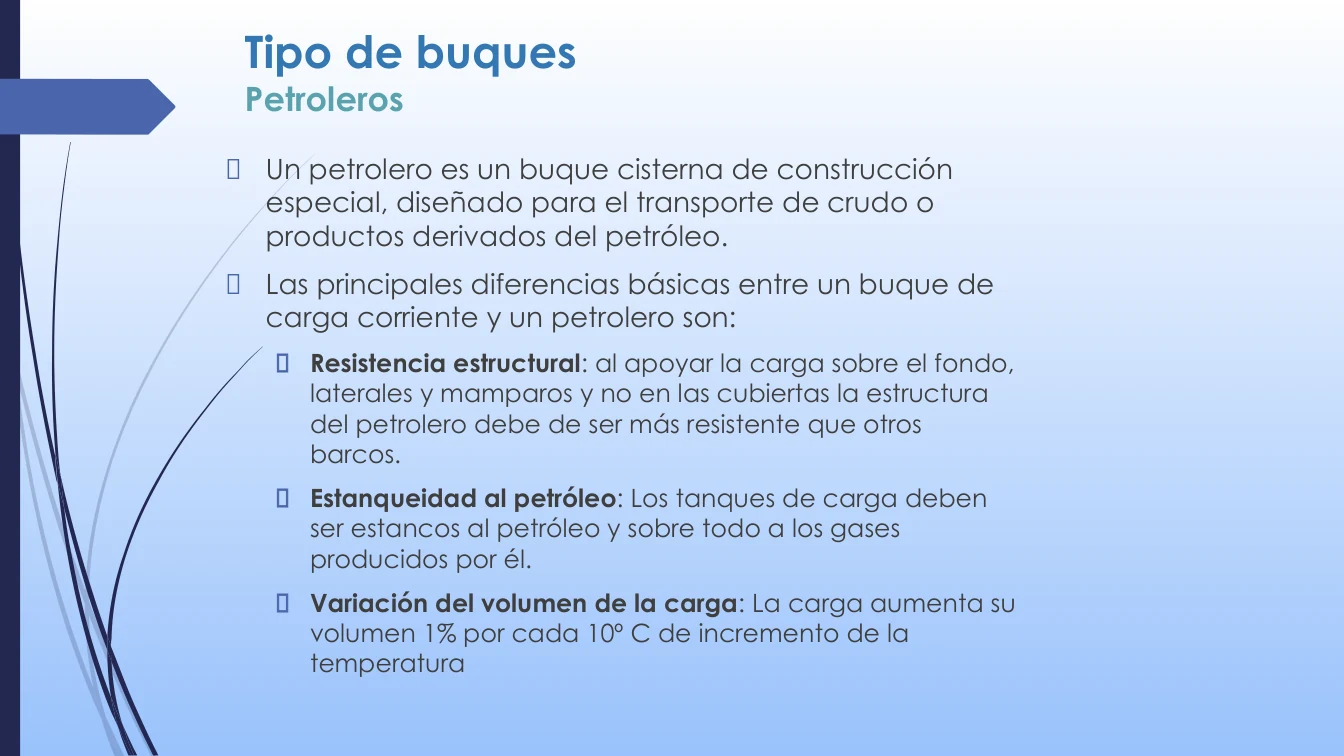 Tipo de buques
Petroleros
Un petrolero es un buque cisterna de construcción
especial, diseñado para el transporte de crudo o
productos derivados del petróleo.
Las principales diferencias básicas entre un buque de
carga corriente y un petrolero son:
Resistencia estructural: al apoyar la carga sobre el fondo,
laterales y mamparos y no en las cubiertas la estructura
del petrolero debe de ser más resistente que otros
barcos.
Estanqueidad al petróleo: Los tanques de carga deben
ser estancos al petróleo y sobre todo a los gases
producidos por él.
Variación del volumen de la carga: La carga aumenta su
volumen 1% por cada 10º C de incremento de la
temperatura